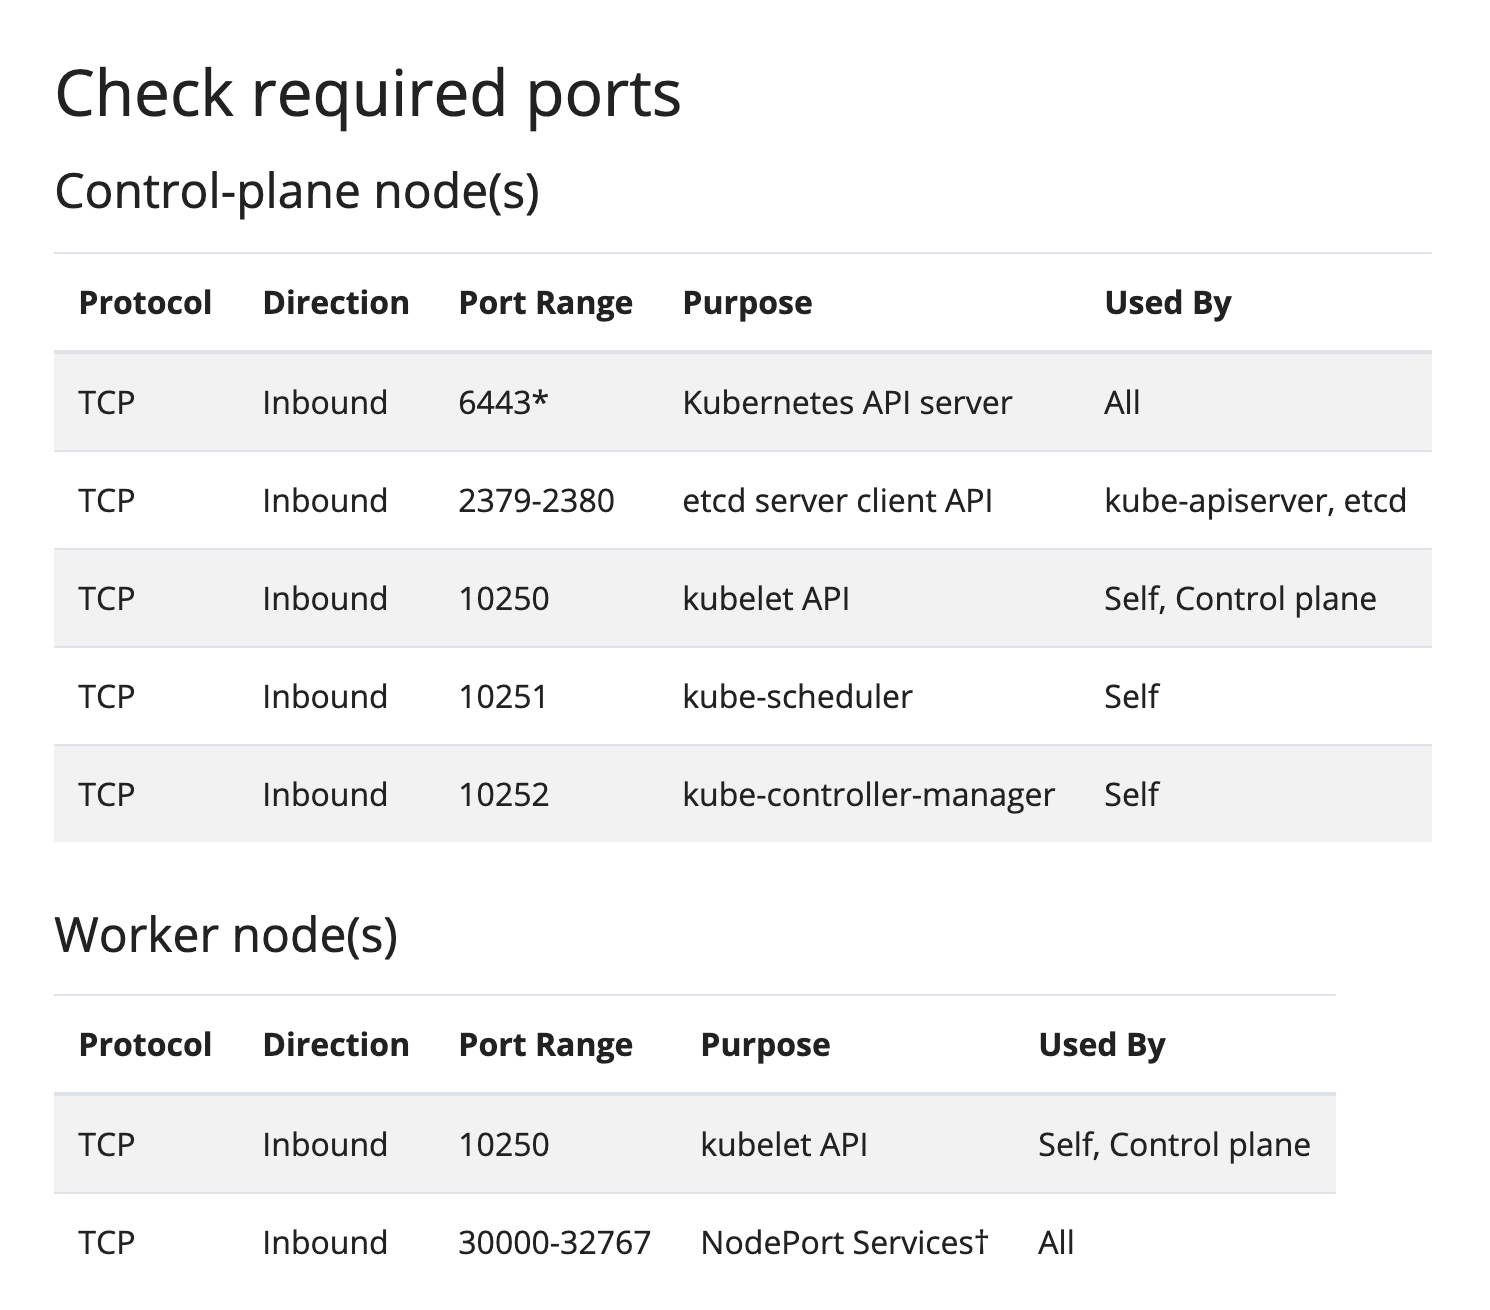 Check required ports
Control-plane node(s)
Protocol Direction Port Range Purpose Used By
TCP Inbound 6443* Kubernetes API server All
TCP Inbound 2379-2380 etcd server client API kube-apiserver, etcd
TCP Inbound 10250 kubelet API Self, Control plane
TCP Inbound 10251 kube-scheduler Self
TCP Inbound 10252 kube-controller-manager Self
Worker node(s)
Protocol Direction Port Range Purpose Used By
TCP Inbound 10250 kubelet API Self, Control plane
TCP Inbound 30000-32767 NodePort Services† All